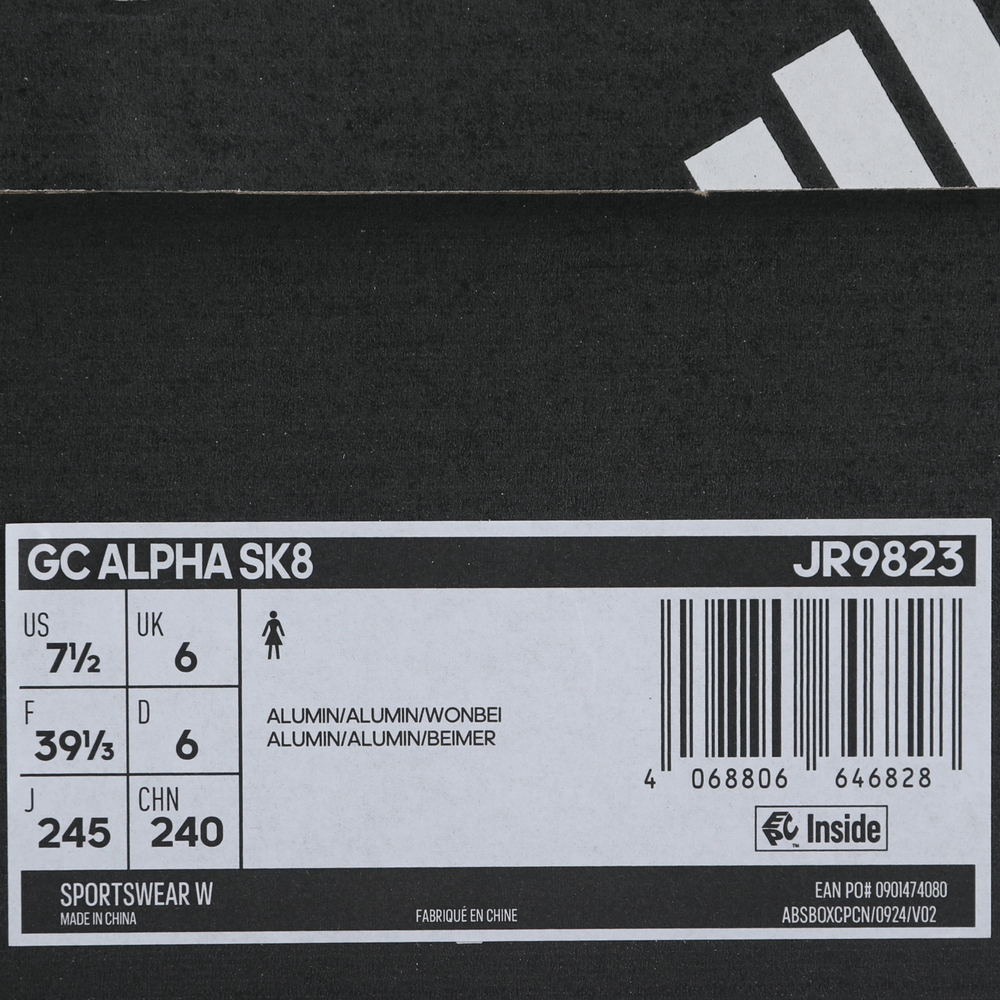 GC ALPHA SK8
JR9823
US
7½
UK
6
F
39⅓
D
6
J
245
CHN
240
ALUMIN/ALUMIN/WONBEI
ALUMIN/ALUMIN/BEIMER
4 068806 646828
EPC Inside
TM
SPORTSWEAR W
MADE IN CHINA
FABRIQUÉ EN CHINE
EAN PO# 0901474080
ABSBOXCPCN/0924/V02